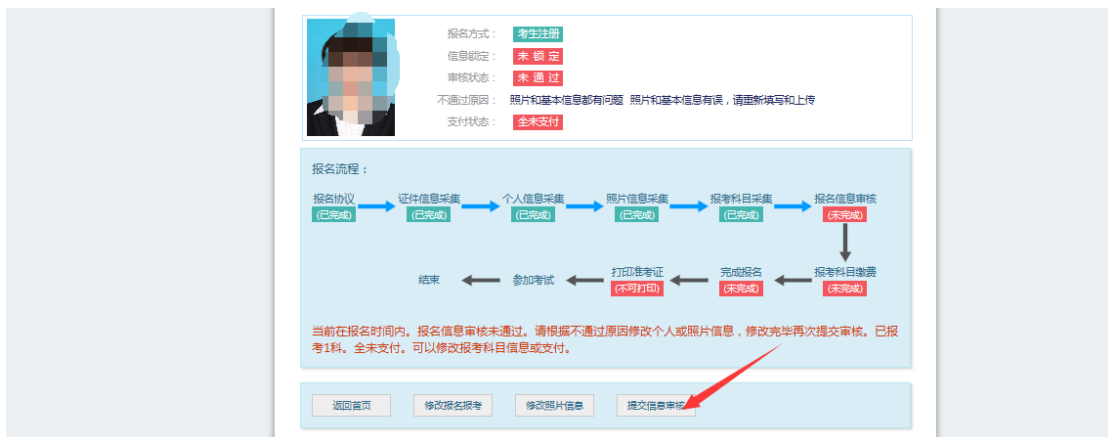 报名方式： 考生注册
信息锁定： 未 锁 定
审核状态： 未 通 过
不通过原因： 照片和基本信息都有问题 照片和基本信息有误，请重新填写和上传
支付状态： 全未支付
报名流程：
报名协议 证件信息采集 个人信息采集 照片信息采集 报考科目采集 报名信息审核
(已完成) (已完成) (已完成) (已完成) (已完成) (未完成)
结束 参加考试 打印准考证 完成报名 报考科目缴费
(不可打印) (未完成) (未完成)
当前在报名时间内。报名信息审核未通过。请根据不通过原因修改个人或照片信息，修改完毕再次提交审核。已报
考1科。全未支付。可以修改报考科目信息或支付。
返回首页 修改报名报考 修改照片信息 提交信息审核